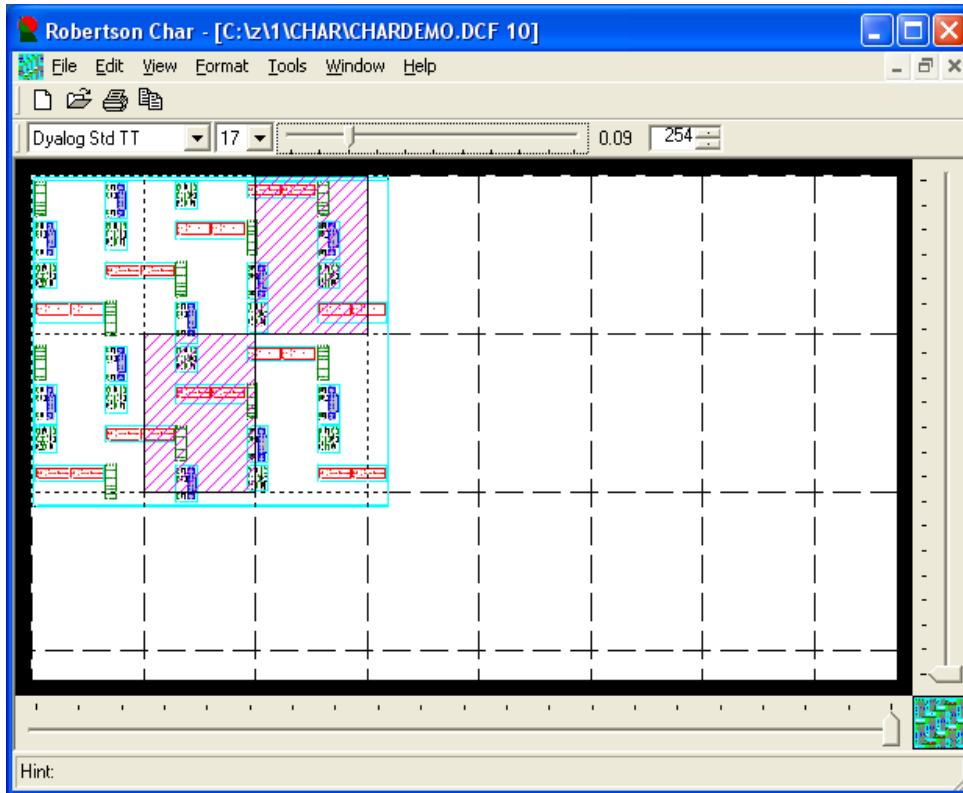 Robertson Char - [C:\z\1\CHAR\CHARDEMO.DCF 10]
File Edit View Format Tools Window Help
Dyalog Std TT 17 0.09 254
Hint: